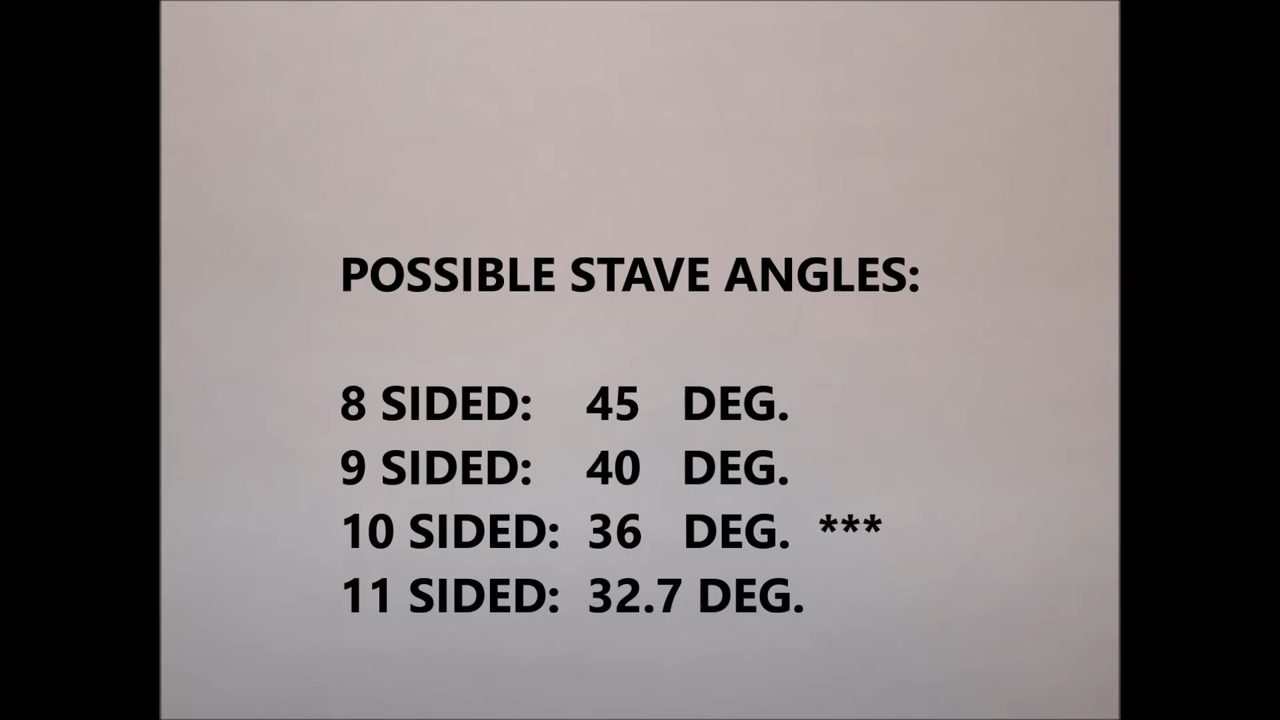 POSSIBLE STAVE ANGLES:
8 SIDED: 45 DEG.
9 SIDED: 40 DEG.
10 SIDED: 36 DEG. ***
11 SIDED: 32.7 DEG.